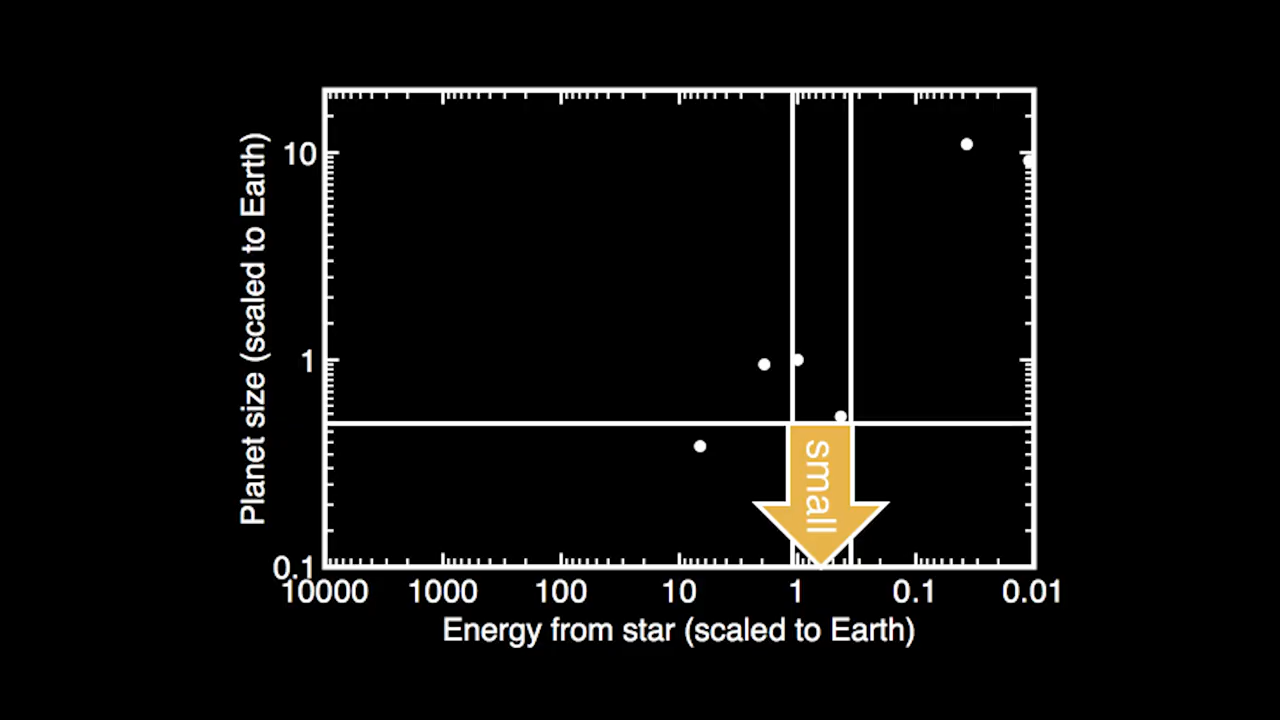 Planet size (scaled to Earth)
10
1
0.1
small
10000 1000 100 10 1 0.1 0.01
Energy from star (scaled to Earth)